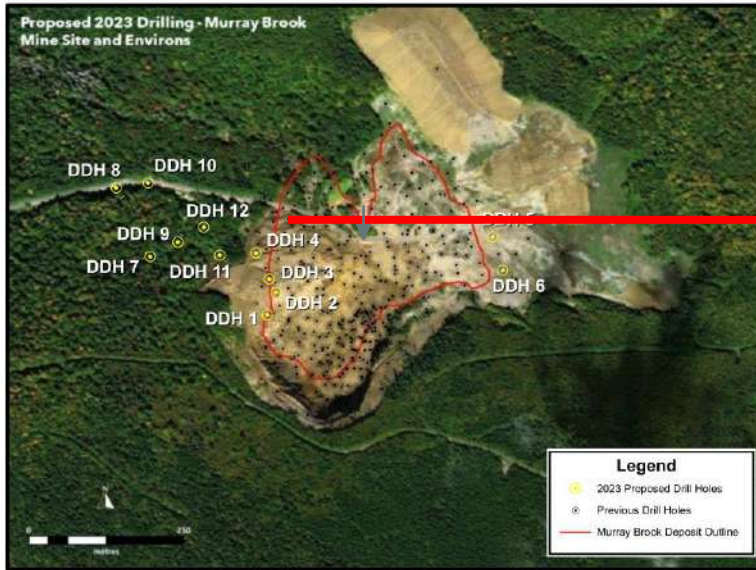 Proposed 2023 Drilling - Murray Brook
Mine Site and Environs
DDH 8
DDH 10
DDH 12
DDH 9
DDH 7
DDH 11
DDH 4
DDH 3
DDH 2
DDH 1
DDH 5
DDH 6
N
0
250
metres
Legend
2023 Proposed Drill Holes
Previous Drill Holes
Murray Brook Deposit Outline